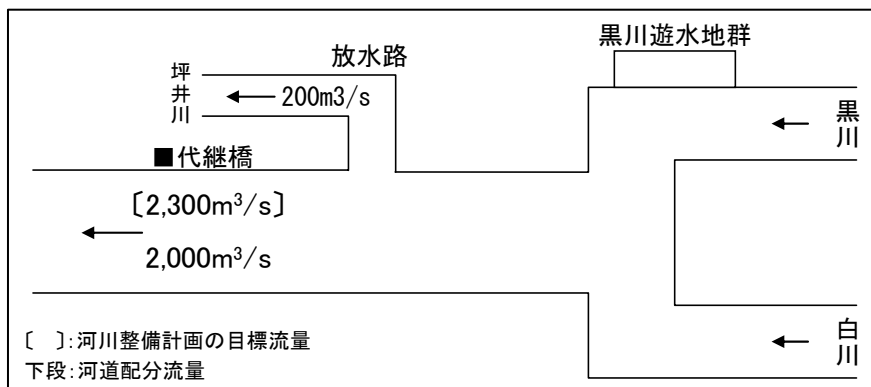 黒川遊水地群
放水路
坪井川
200m3/s
黒川
■代継橋
〔2,300m³/s〕
2,000m³/s
〔　〕:河川整備計画の目標流量
下段:河道配分流量
白川